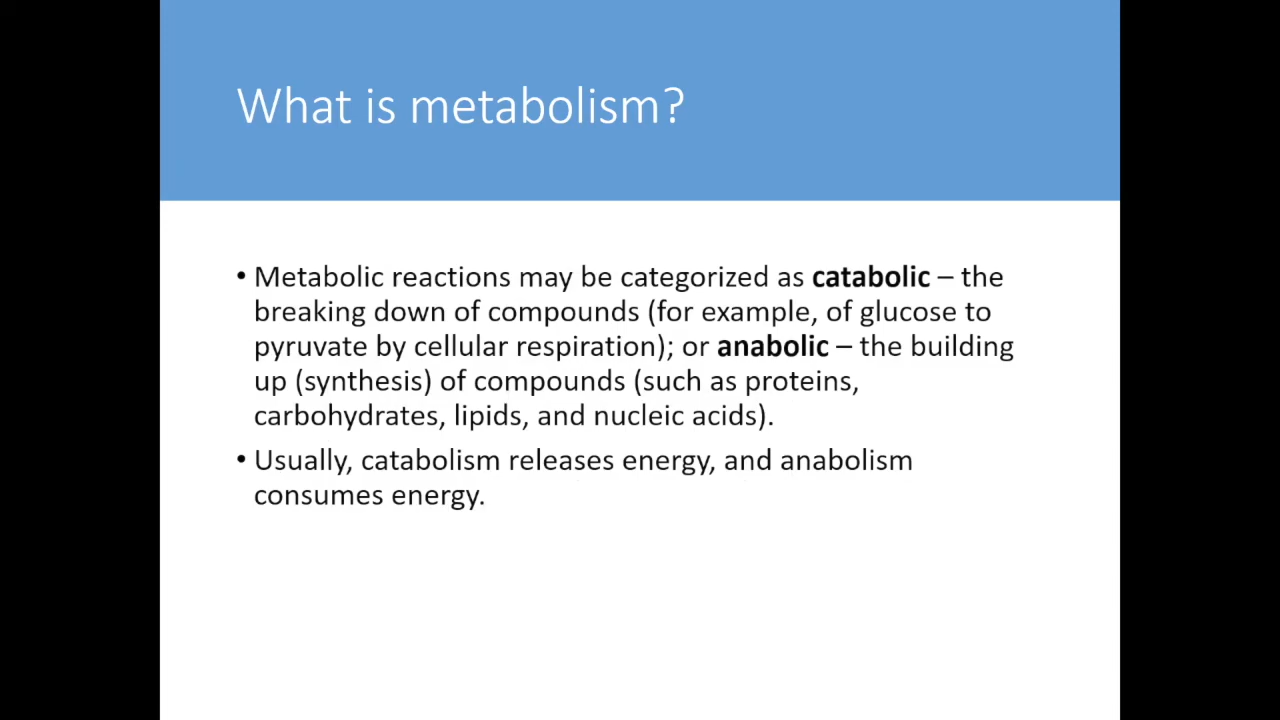 What is metabolism?
• Metabolic reactions may be categorized as catabolic – the
breaking down of compounds (for example, of glucose to
pyruvate by cellular respiration); or anabolic – the building
up (synthesis) of compounds (such as proteins,
carbohydrates, lipids, and nucleic acids).
• Usually, catabolism releases energy, and anabolism
consumes energy.